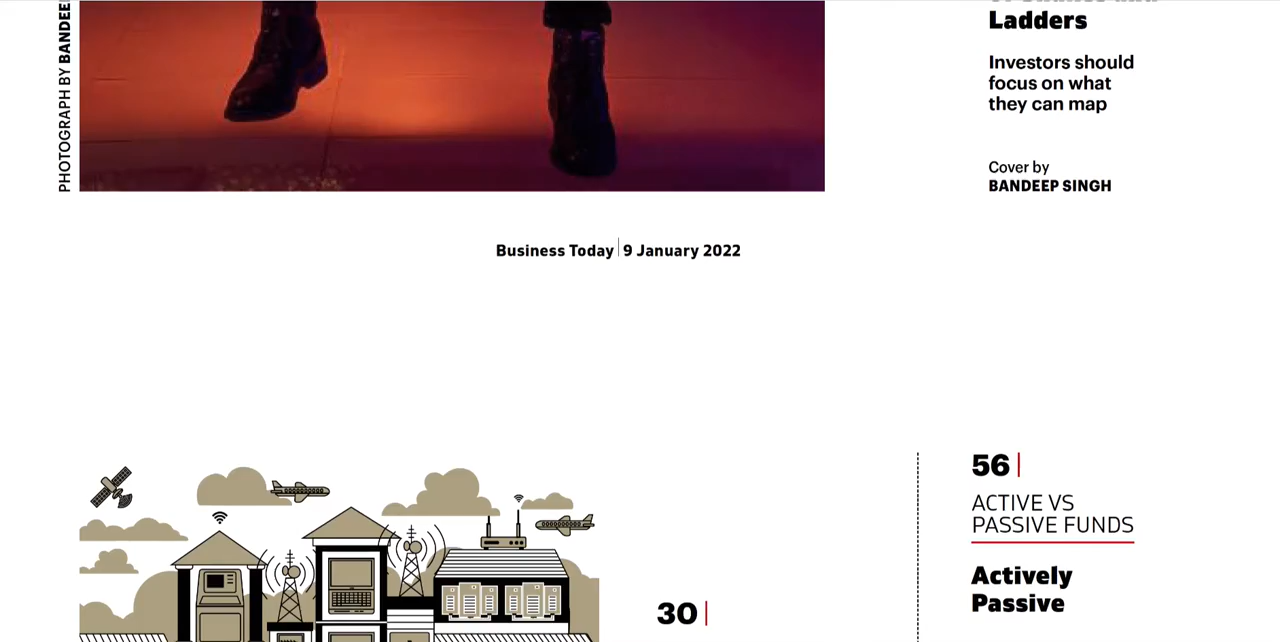 PHOTOGRAPH BY
Ladders
Investors should
focus on what
they can map
Cover by
BANDEEP SINGH
Business Today | 9 January 2022
30 |
56 |
ACTIVE VS
PASSIVE FUNDS
Actively
Passive